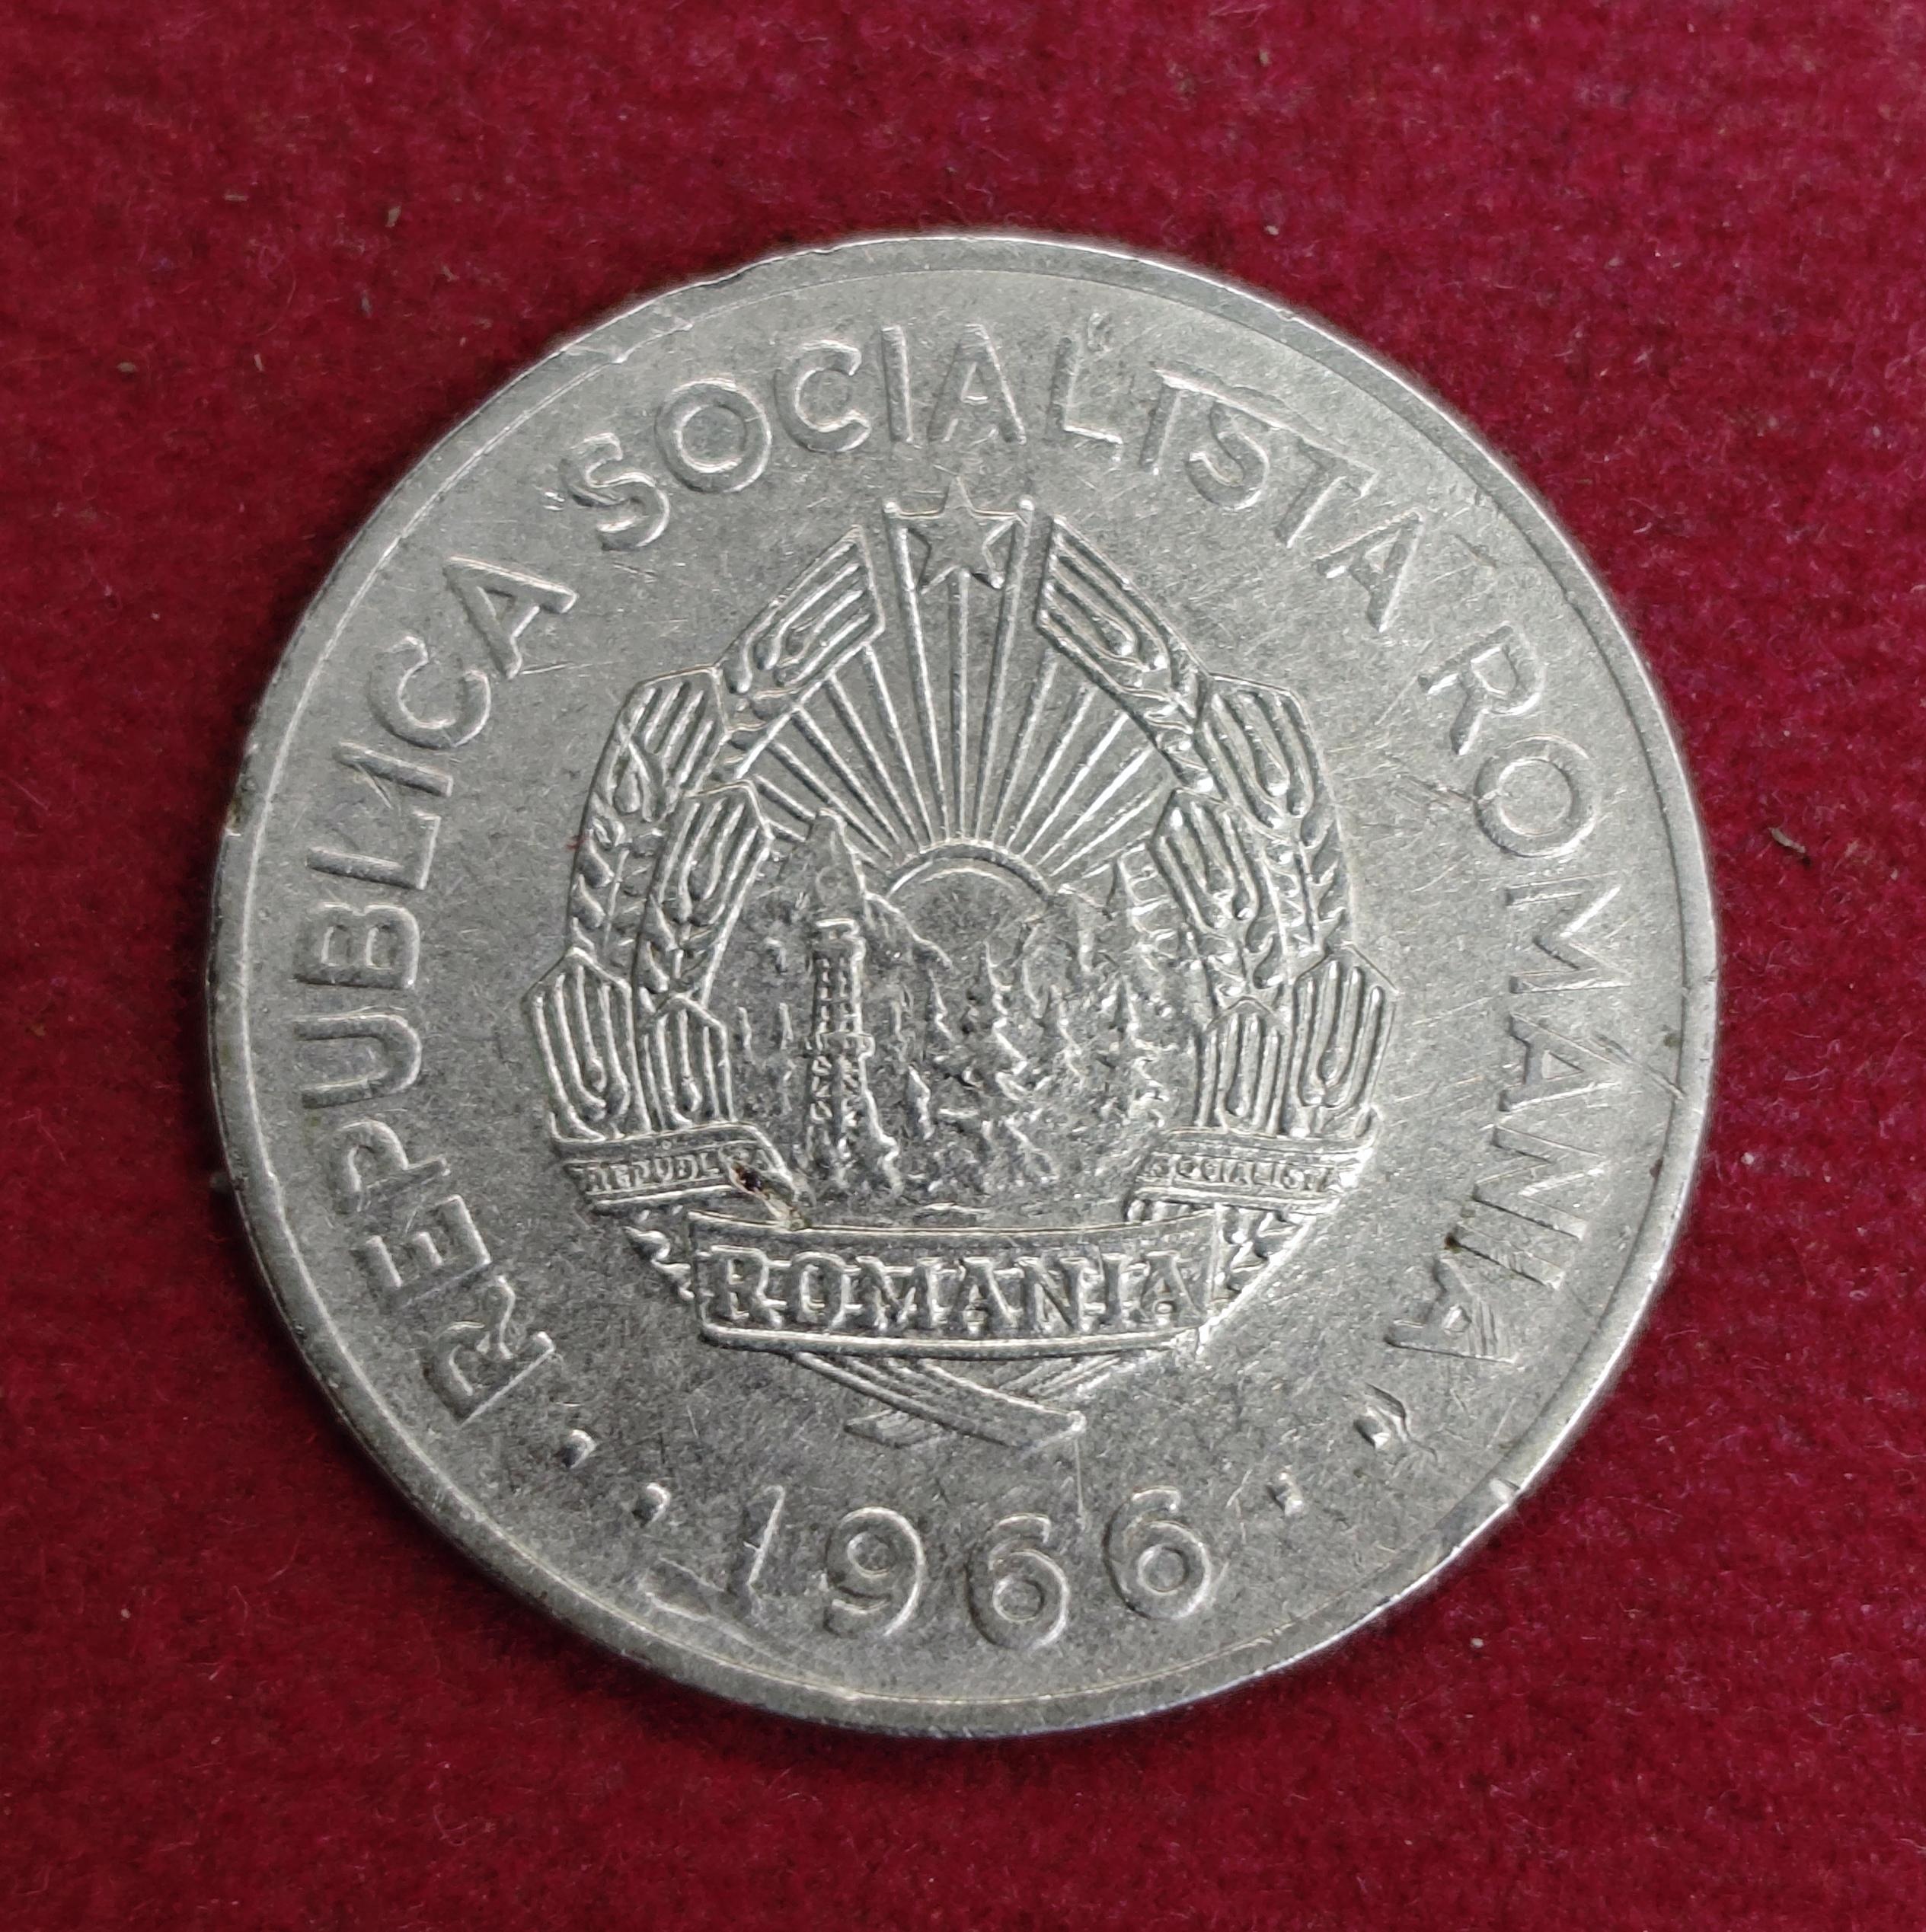 REPUBLICA SOCIALISTA ROMANIA
REPUBLICA
SOCIALISTA
ROMANIA
1966